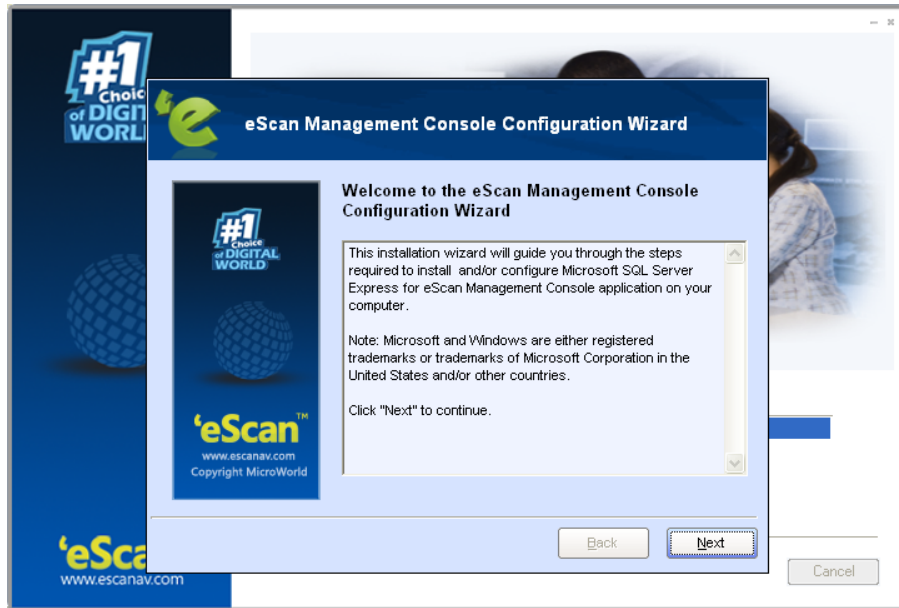 #1
Choic
of DIGIT
WORL
eScan Management Console Configuration Wizard
#1
Choice
of DIGITAL
WORLD
'eScan™
www.escanav.com
Copyright MicroWorld
Welcome to the eScan Management Console
Configuration Wizard
This installation wizard will guide you through the steps
required to install and/or configure Microsoft SQL Server
Express for eScan Management Console application on your
computer.
Note: Microsoft and Windows are either registered
trademarks or trademarks of Microsoft Corporation in the
United States and/or other countries.
Click "Next" to continue.
Back
Next
'eSca
www.escanav.com
Cancel